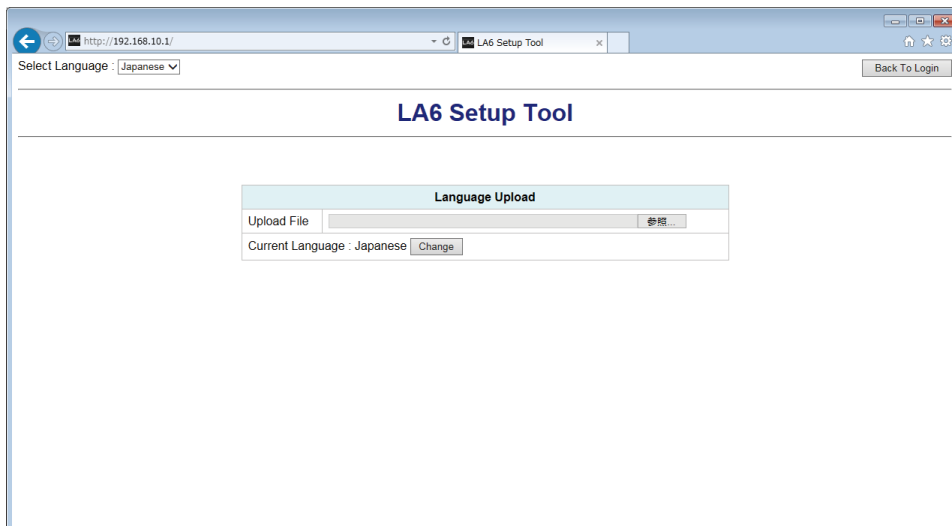 http://192.168.10.1/
LA6 LA6 Setup Tool
Select Language : Japanese
Back To Login
LA6 Setup Tool
Language Upload
Upload File 参照...
Current Language : Japanese Change